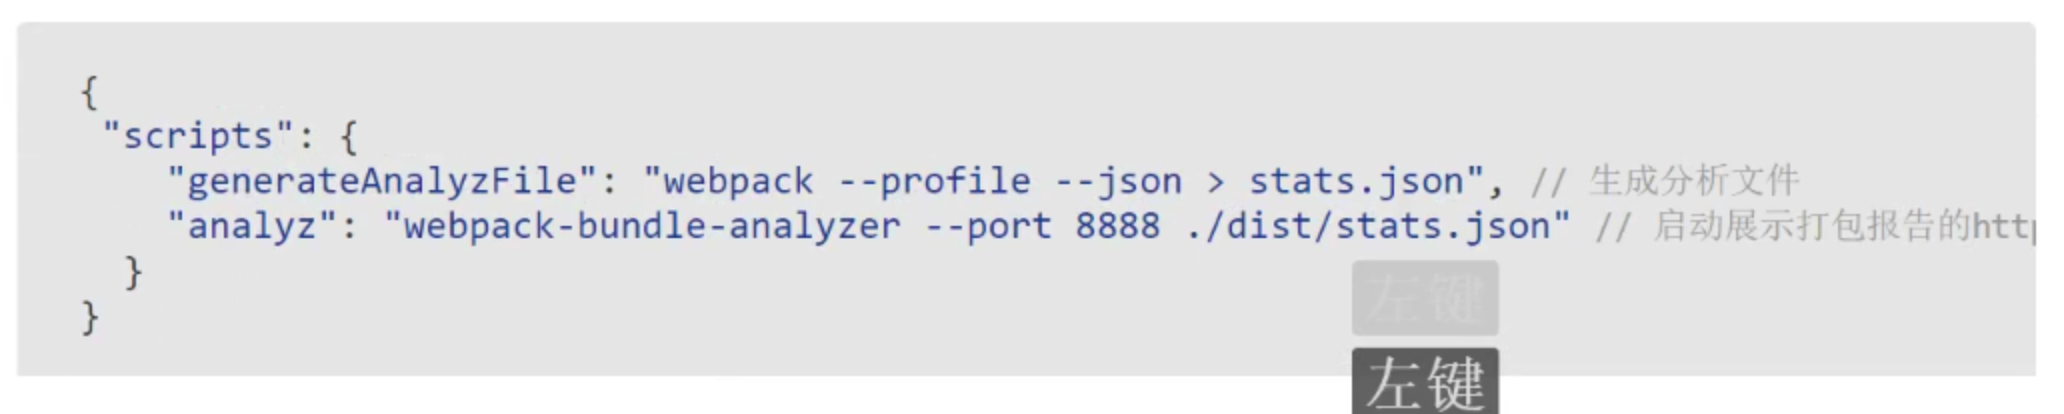 {
"scripts": {
"generateAnalyzFile": "webpack --profile --json > stats.json", // 生成分析文件
"analyz": "webpack-bundle-analyzer --port 8888 ./dist/stats.json" // 启动展示打包报告的http
}
}
左键
左键